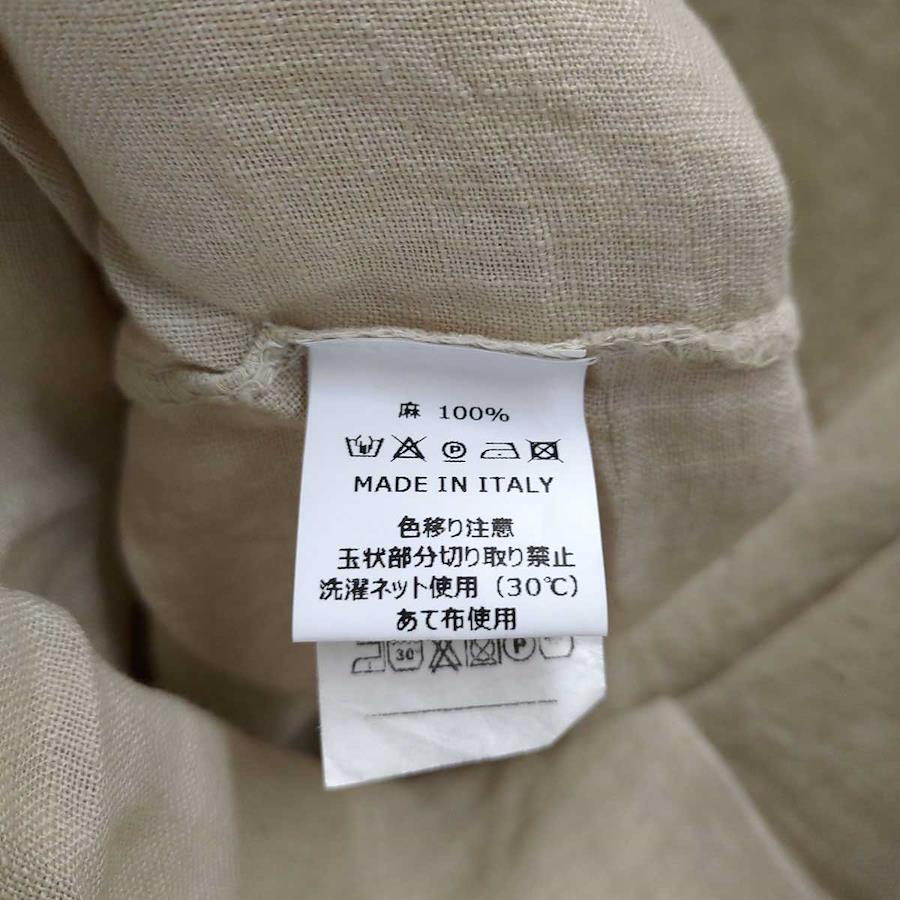 麻 100%
P
MADE IN ITALY
色移り注意
玉状部分切り取り禁止
洗濯ネット使用（30℃）
あて布使用
30 P